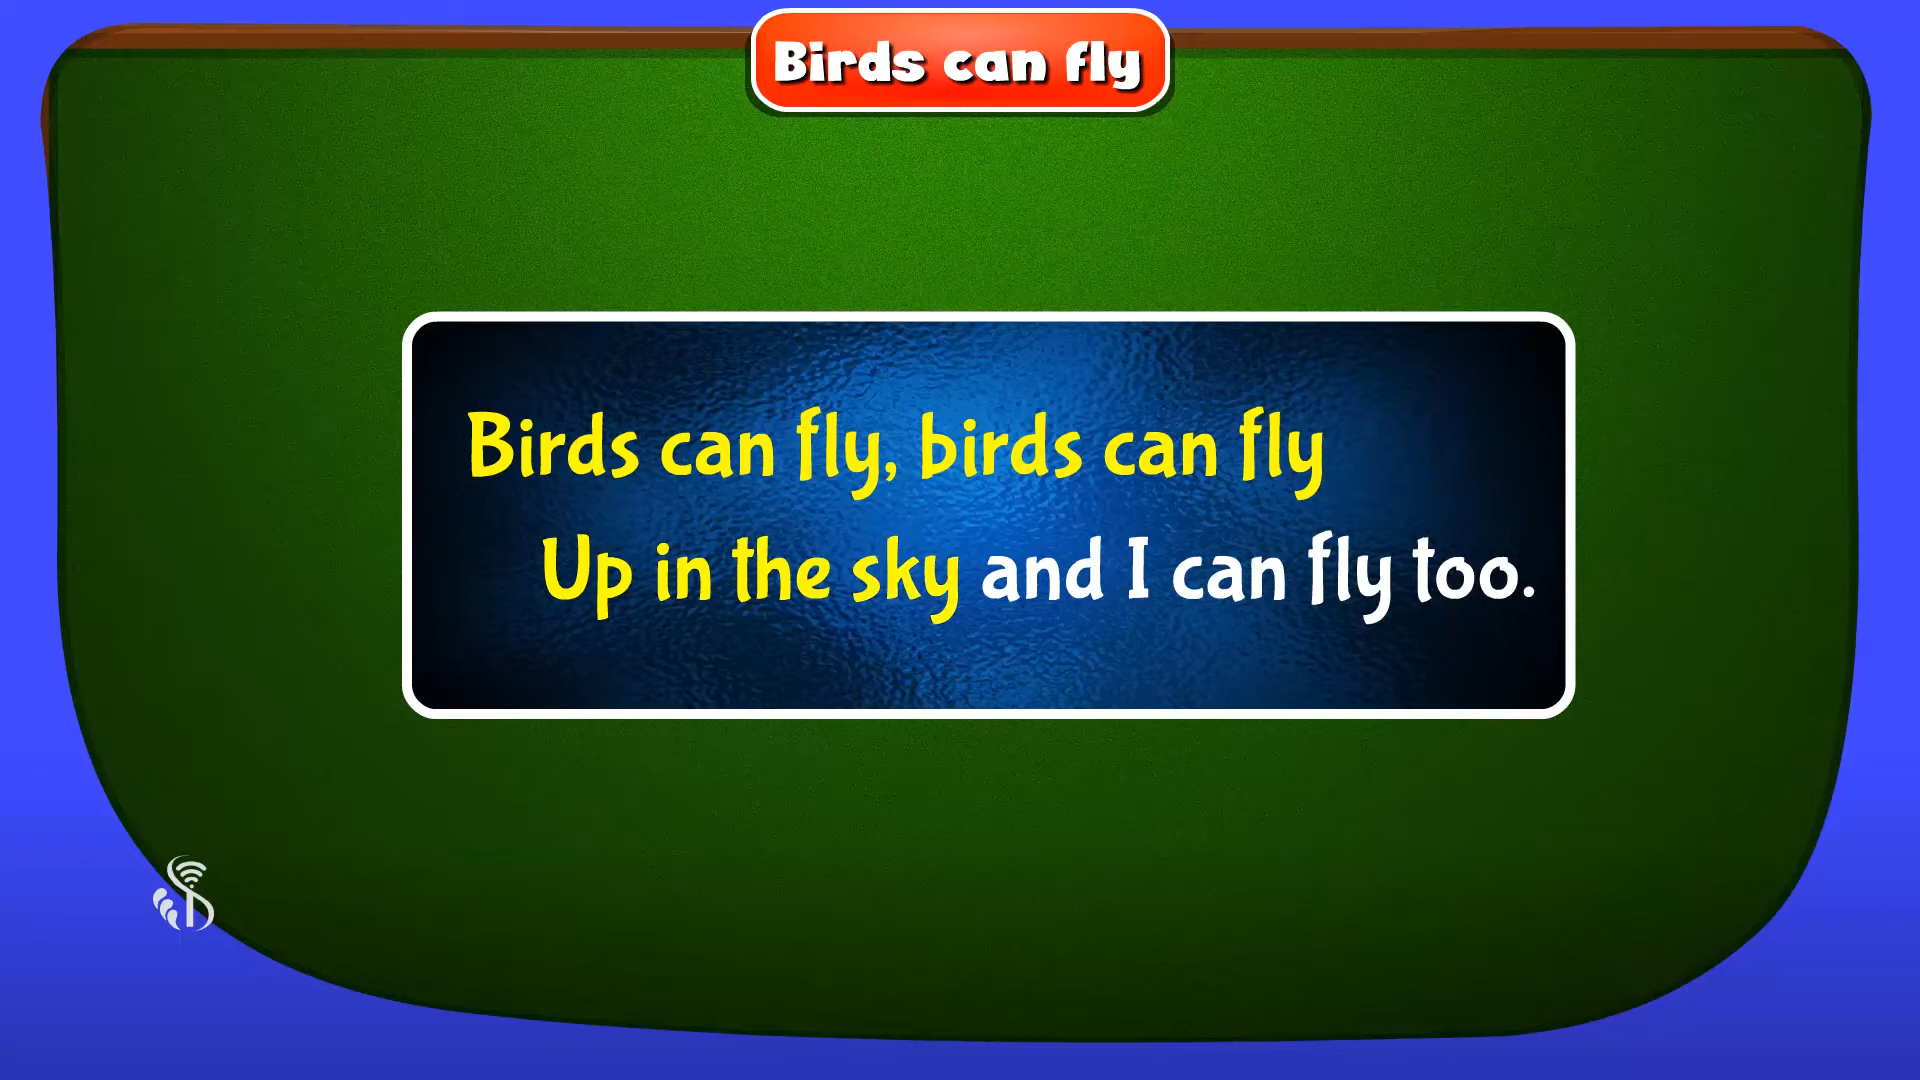 Birds can fly
Birds can fly, birds can fly
Up in the sky and I can fly too.